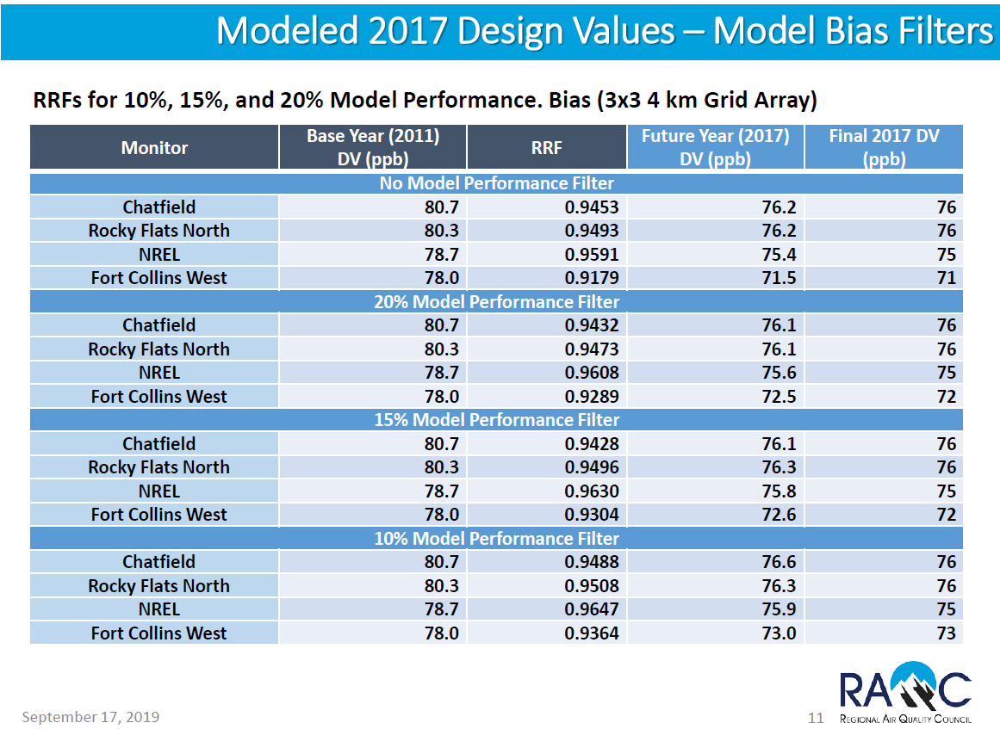 Modeled 2017 Design Values – Model Bias Filters
RRFs for 10%, 15%, and 20% Model Performance. Bias (3x3 4 km Grid Array)
Monitor Base Year (2011) DV (ppb) RRF Future Year (2017) DV (ppb) Final 2017 DV (ppb)
No Model Performance Filter
Chatfield 80.7 0.9453 76.2 76
Rocky Flats North 80.3 0.9493 76.2 76
NREL 78.7 0.9591 75.4 75
Fort Collins West 78.0 0.9179 71.5 71
20% Model Performance Filter
Chatfield 80.7 0.9432 76.1 76
Rocky Flats North 80.3 0.9473 76.1 76
NREL 78.7 0.9608 75.6 75
Fort Collins West 78.0 0.9289 72.5 72
15% Model Performance Filter
Chatfield 80.7 0.9428 76.1 76
Rocky Flats North 80.3 0.9496 76.3 76
NREL 78.7 0.9630 75.8 75
Fort Collins West 78.0 0.9304 72.6 72
10% Model Performance Filter
Chatfield 80.7 0.9488 76.6 76
Rocky Flats North 80.3 0.9508 76.3 76
NREL 78.7 0.9647 75.9 75
Fort Collins West 78.0 0.9364 73.0 73
September 17, 2019
11
RAQC
REGIONAL AIR QUALITY COUNCIL